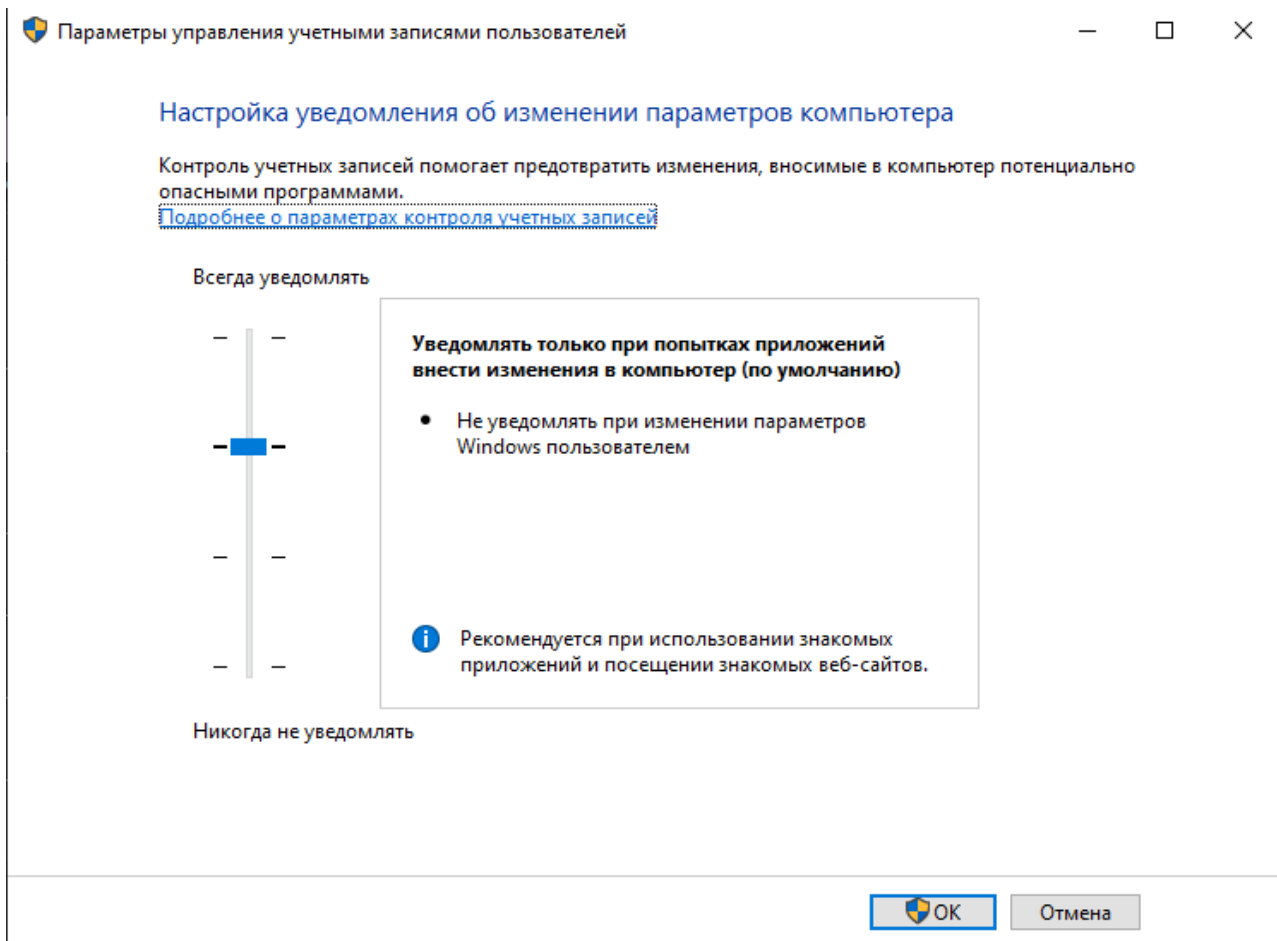 Параметры управления учетными записями пользователей
Настройка уведомления об изменении параметров компьютера
Контроль учетных записей помогает предотвратить изменения, вносимые в компьютер потенциально
опасными программами.
Подробнее о параметрах контроля учетных записей
Всегда уведомлять
Уведомлять только при попытках приложений
внести изменения в компьютер (по умолчанию)
• Не уведомлять при изменении параметров
Windows пользователем
Рекомендуется при использовании знакомых
приложений и посещении знакомых веб-сайтов.
Никогда не уведомлять
ОК
Отмена